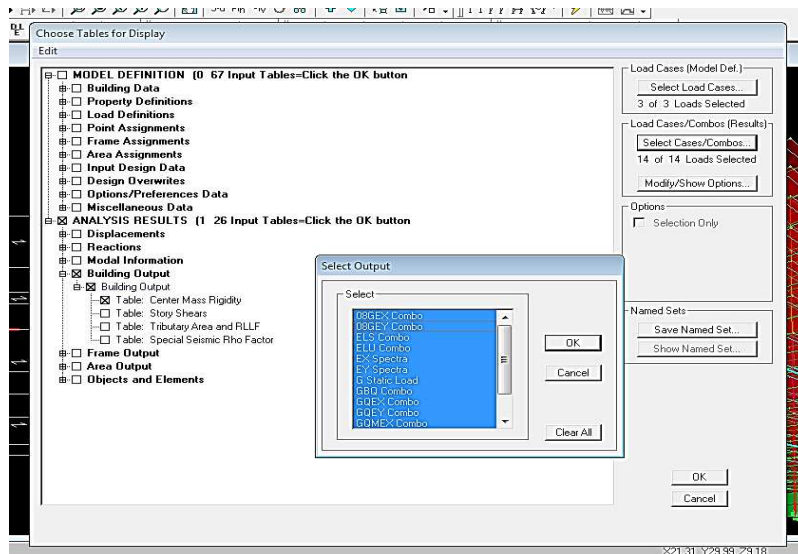 Choose Tables for Display
Edit
MODEL DEFINITION (0 67 Input Tables=Click the OK button
Building Data
Property Definitions
Load Definitions
Point Assignments
Frame Assignments
Area Assignments
Input Design Data
Design Overwrites
Options/Preferences Data
Miscellaneous Data
ANALYSIS RESULTS (1 26 Input Tables=Click the OK button
Displacements
Reactions
Modal Information
Building Output
Building Output
Table: Center Mass Rigidity
Table: Story Shears
Table: Tributary Area and RLLF
Table: Special Seismic Rho Factor
Frame Output
Area Output
Objects and Elements
Load Cases (Model Def.)
Select Load Cases...
3 of 3 Loads Selected
Load Cases/Combos (Results)
Select Cases/Combos...
14 of 14 Loads Selected
Modify/Show Options...
Options
Selection Only
Named Sets
Save Named Set...
Show Named Set...
OK
Cancel
Select Output
Select
08GEX Combo
08GEY Combo
ELS Combo
ELU Combo
EX Spectra
EY Spectra
G Static Load
GBQ Combo
GQEX Combo
GQEY Combo
GQMEX Combo
OK
Cancel
Clear All
X21.31 Y29.99 Z9.18